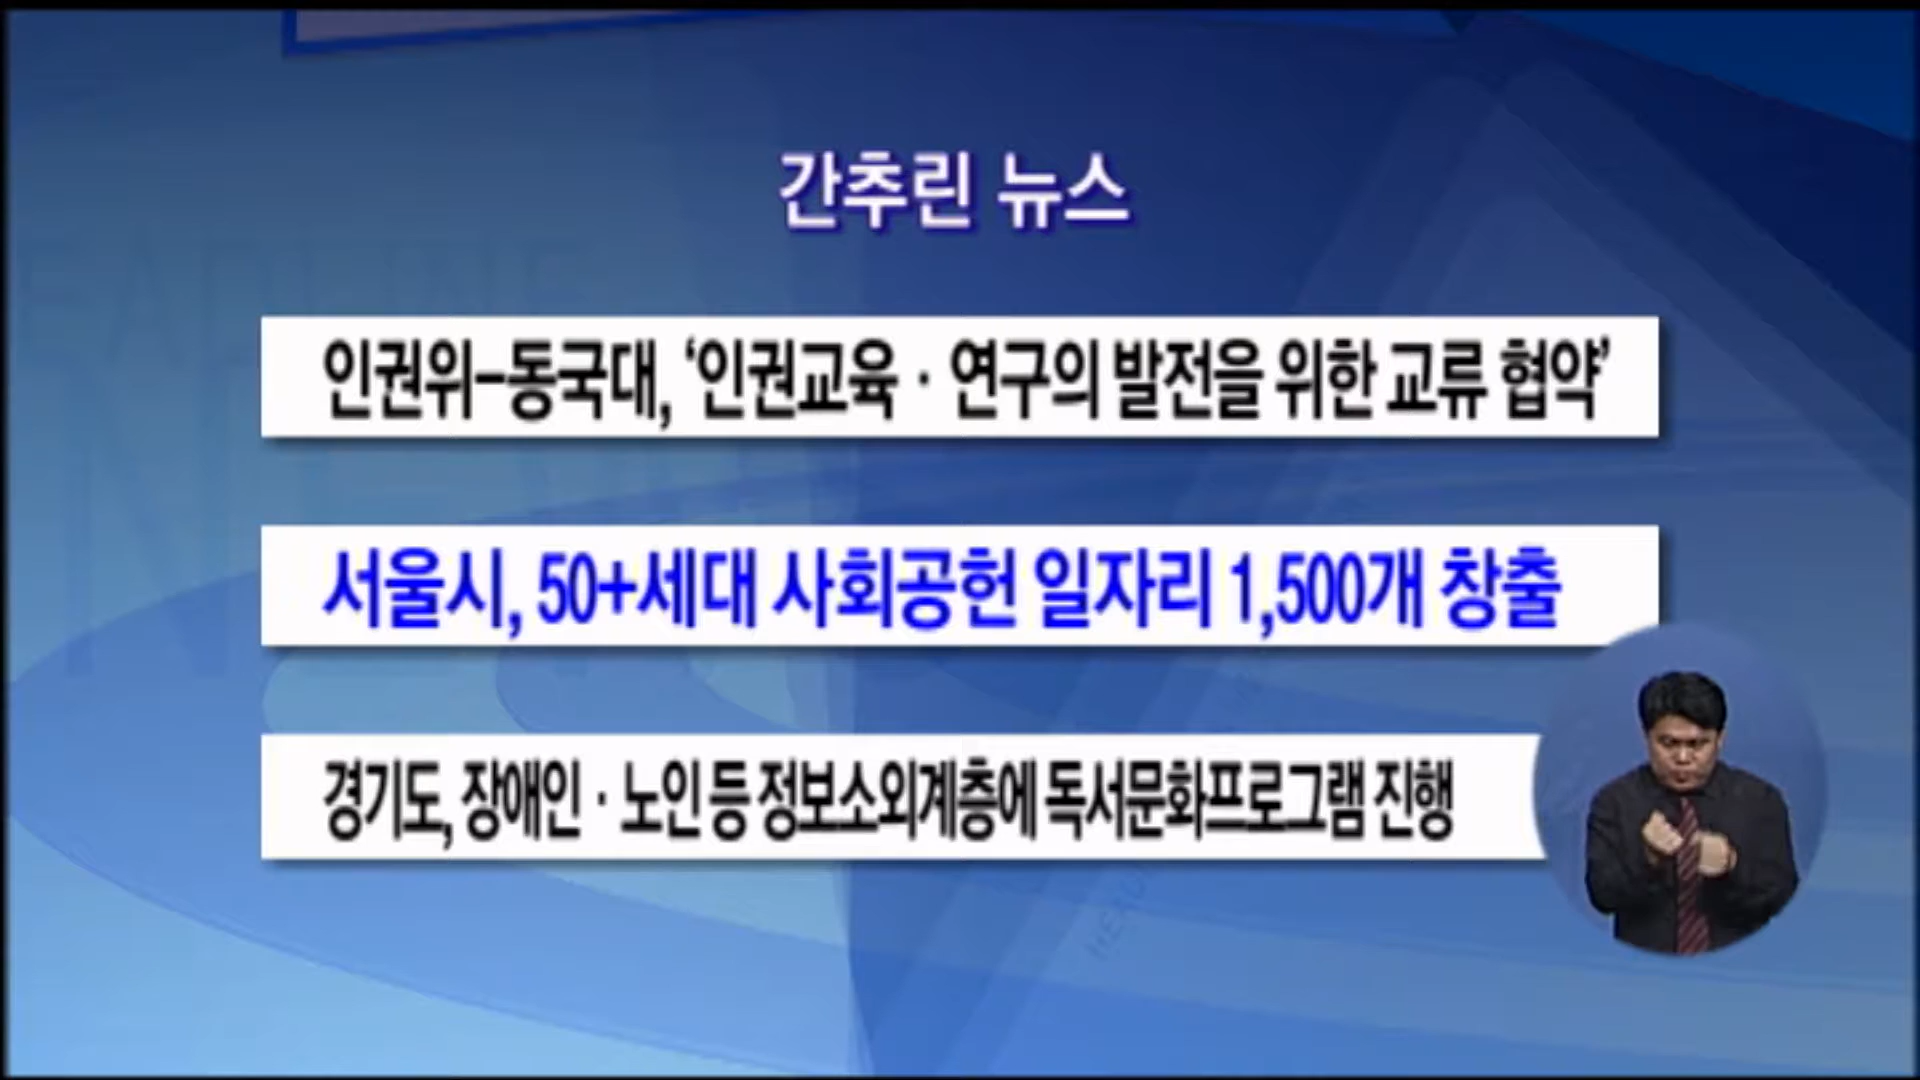 간추린 뉴스
인권위-동국대, ‘인권교육 · 연구의 발전을 위한 교류 협약’
서울시, 50+세대 사회공헌 일자리 1,500개 창출
경기도, 장애인 · 노인 등 정보소외계층에 독서문화프로그램 진행